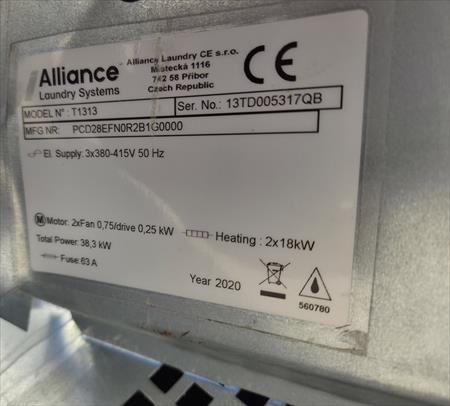 Alliance
Laundry Systems
Alliance Laundry CE s.r.o.
Místecká 1116
742 58 Příbor
Czech Republic
CE
MODEL N° : T1313
Ser. No.: 13TD005317QB
MFG NR: PCD28EFN0R2B1G0000
El. Supply: 3x380-415V 50 Hz
M Motor: 2xFan 0,75/drive 0,25 kW
Heating : 2x18kW
Total Power: 38,3 kW
Fuse: 63 A
Year 2020
560780